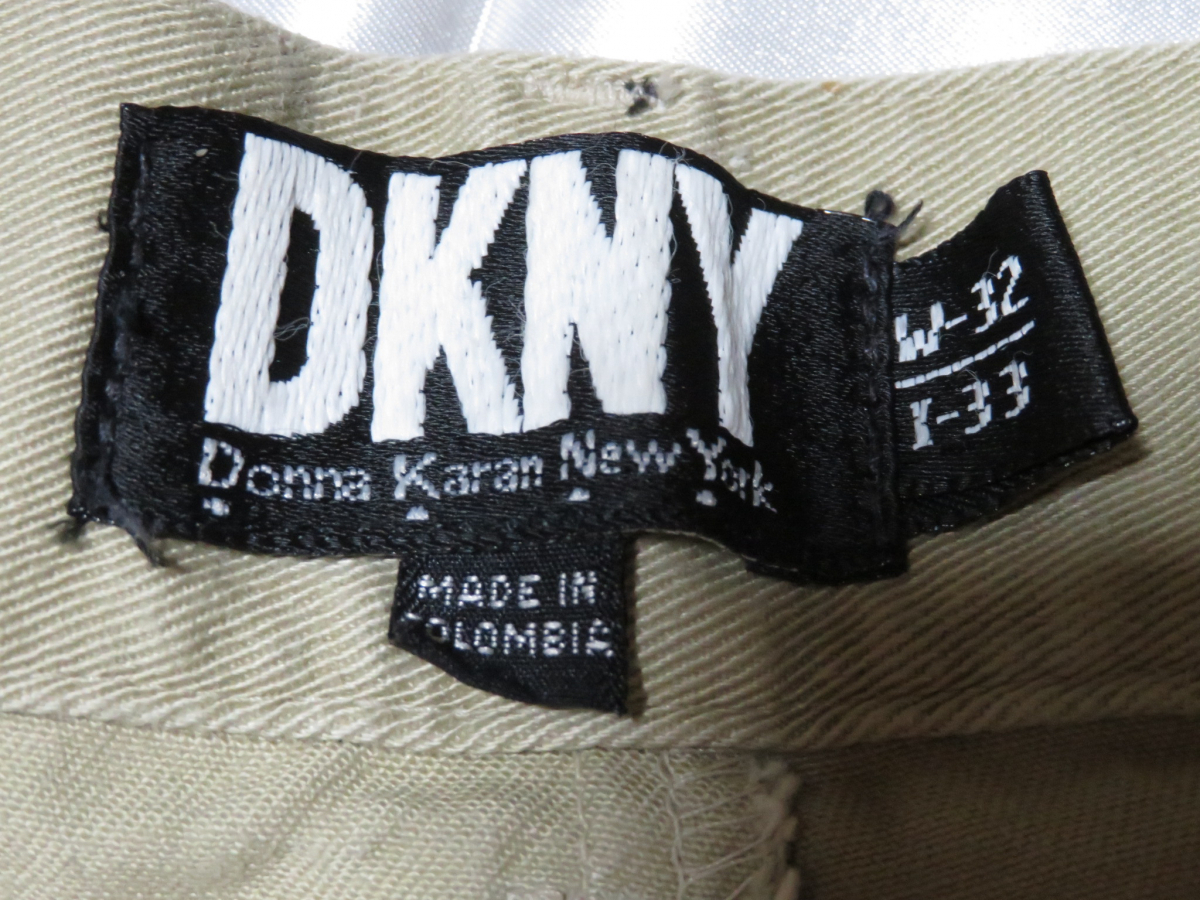 DKNY
Donna Karan New York
W-32
I-33
MADE IN
COLOMBIA